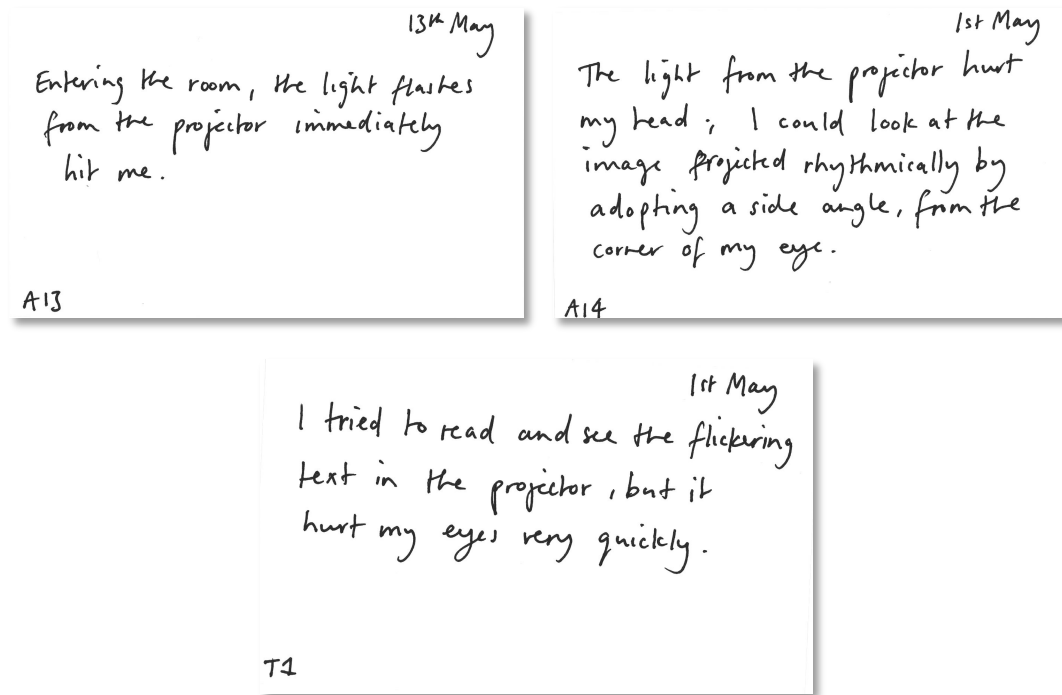 13th May
Entering the room, the light flashes
from the projector immediately
hit me.
A13
1st May
The light from the projector hurt
my head; I could look at the
image projected rhythmically by
adopting a side angle, from the
corner of my eye.
A14
1st May
I tried to read and see the flickering
text in the projector, but it
hurt my eyes very quickly.
T1